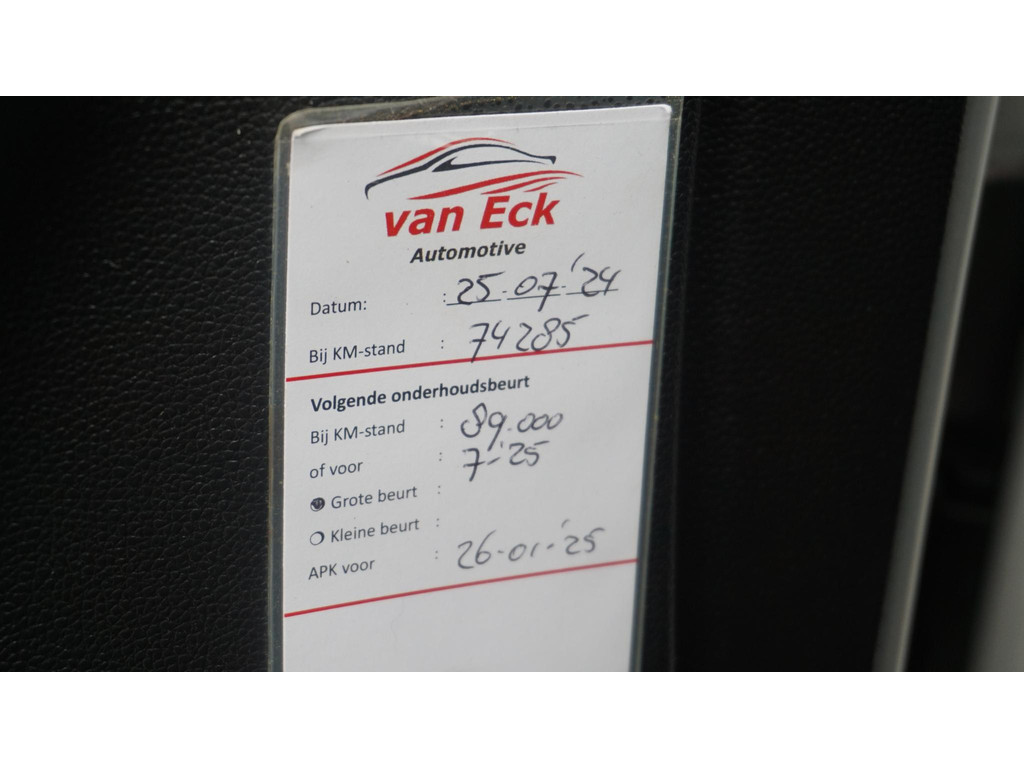 van Eck
Automotive
Datum: : 25-07-'24
Bij KM-stand : 74285
Volgende onderhoudsbeurt
Bij KM-stand : 89.000
of voor : 7-'25
Grote beurt :
Kleine beurt :
APK voor : 26-01-'25